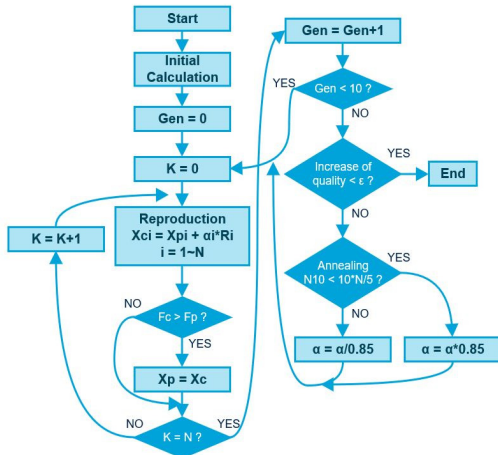 Start
Initial
Calculation
Gen = 0
K = 0
Reproduction
Xci = Xpi + αi*Ri
i = 1~N
K = K+1
NO
Fc > Fp ?
YES
Xp = Xc
NO
K = N ?
YES
Gen = Gen+1
YES
Gen < 10 ?
NO
Increase of
quality < ε ?
YES
End
NO
Annealing
N10 < 10*N/5 ?
YES
NO
α = α/0.85
α = α*0.85